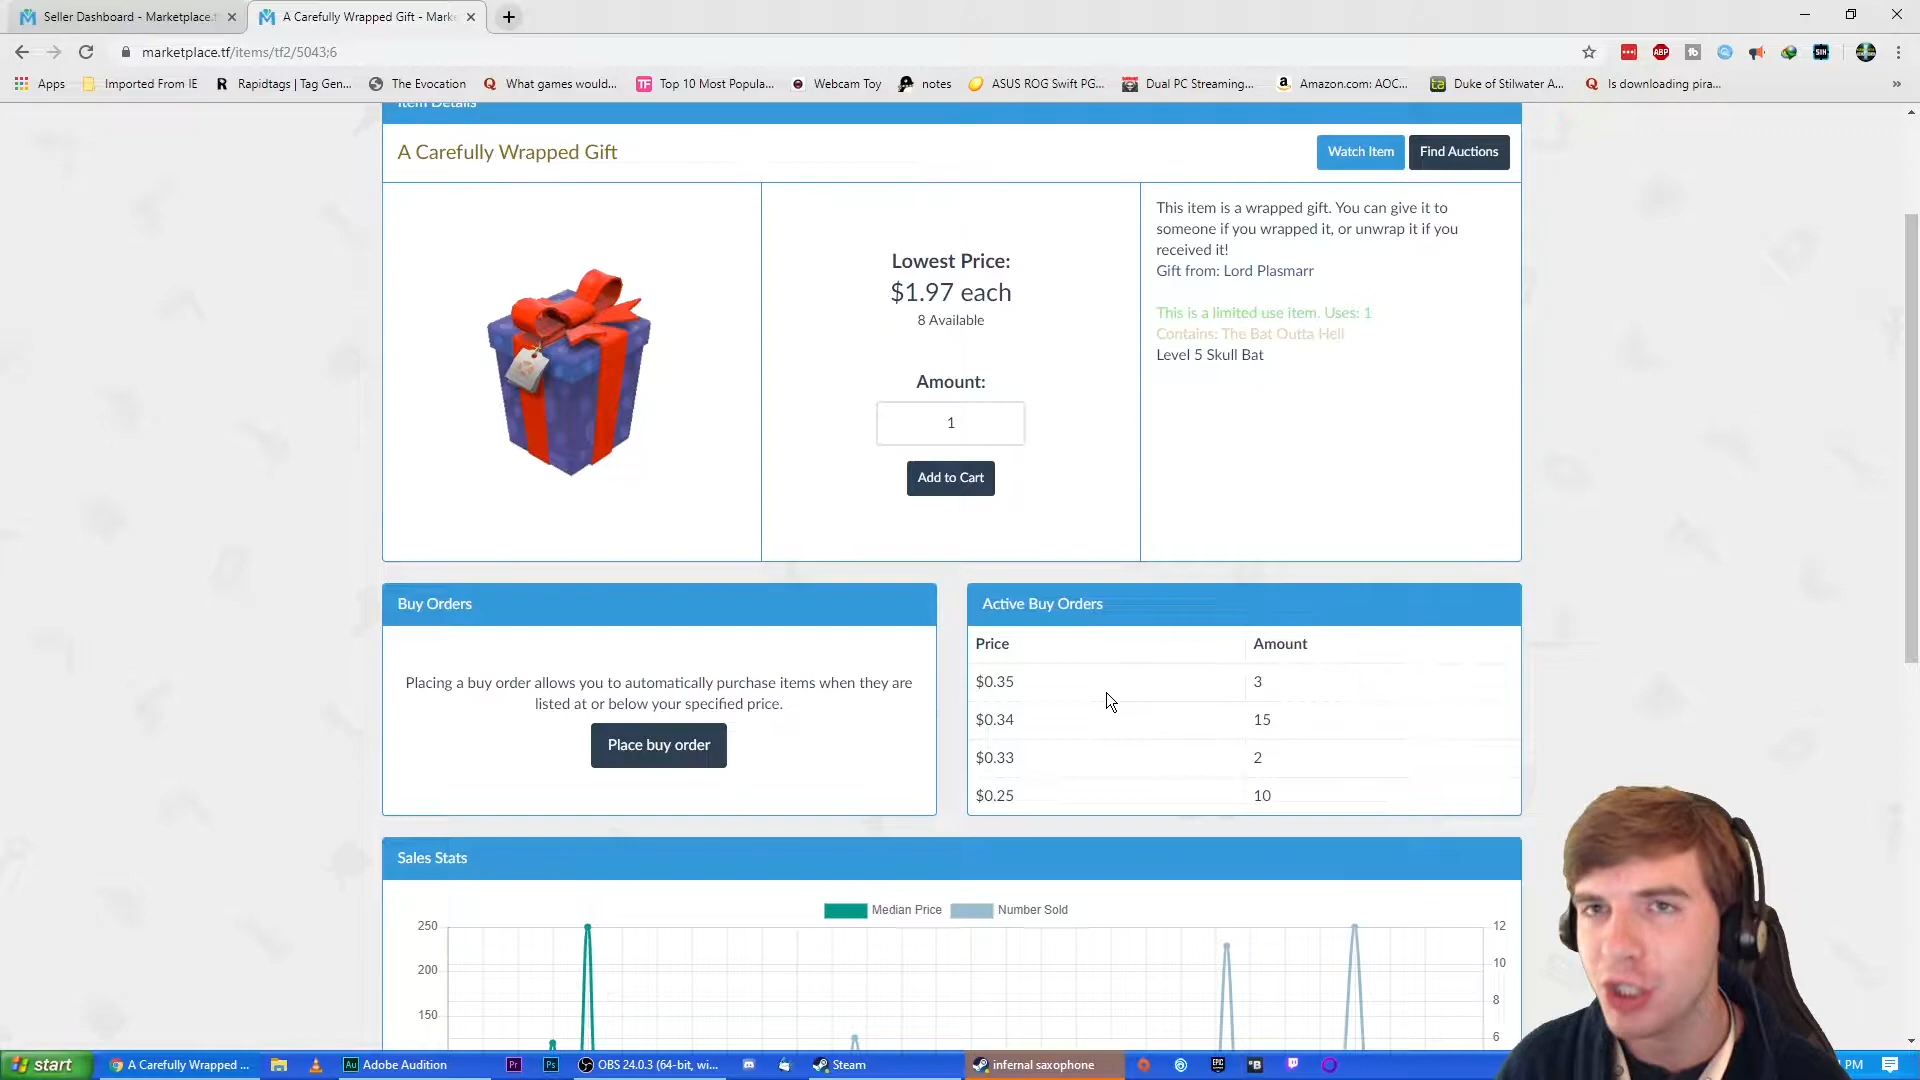 Seller Dashboard - Marketplace.t
A Carefully Wrapped Gift - Mark
marketplace.tf/items/tf2/5043;6
ABP
Apps
Imported From IE
Rapidtags | Tag Gen...
The Evocation
What games would...
Top 10 Most Popula...
Webcam Toy
notes
ASUS ROG Swift PG...
Dual PC Streaming...
Amazon.com: AOC...
Duke of Stilwater A...
Is downloading pira...
Item Details
A Carefully Wrapped Gift
Watch Item
Find Auctions
Lowest Price:
$1.97 each
8 Available
Amount:
1
Add to Cart
This item is a wrapped gift. You can give it to
someone if you wrapped it, or unwrap it if you
received it!
Gift from: Lord Plasmarr
This is a limited use item. Uses: 1
Contains: The Bat Outta Hell
Level 5 Skull Bat
Buy Orders
Placing a buy order allows you to automatically purchase items when they are
listed at or below your specified price.
Place buy order
Active Buy Orders
Price Amount
$0.35 3
$0.34 15
$0.33 2
$0.25 10
Sales Stats
Median Price Number Sold
250
200
150
12
10
8
6
start
A Carefully Wrapped ...
Au Adobe Audition
Pr
Ps
OBS 24.0.3 (64-bit, wi...
Steam
infernal saxophone
EPIC
B
PM